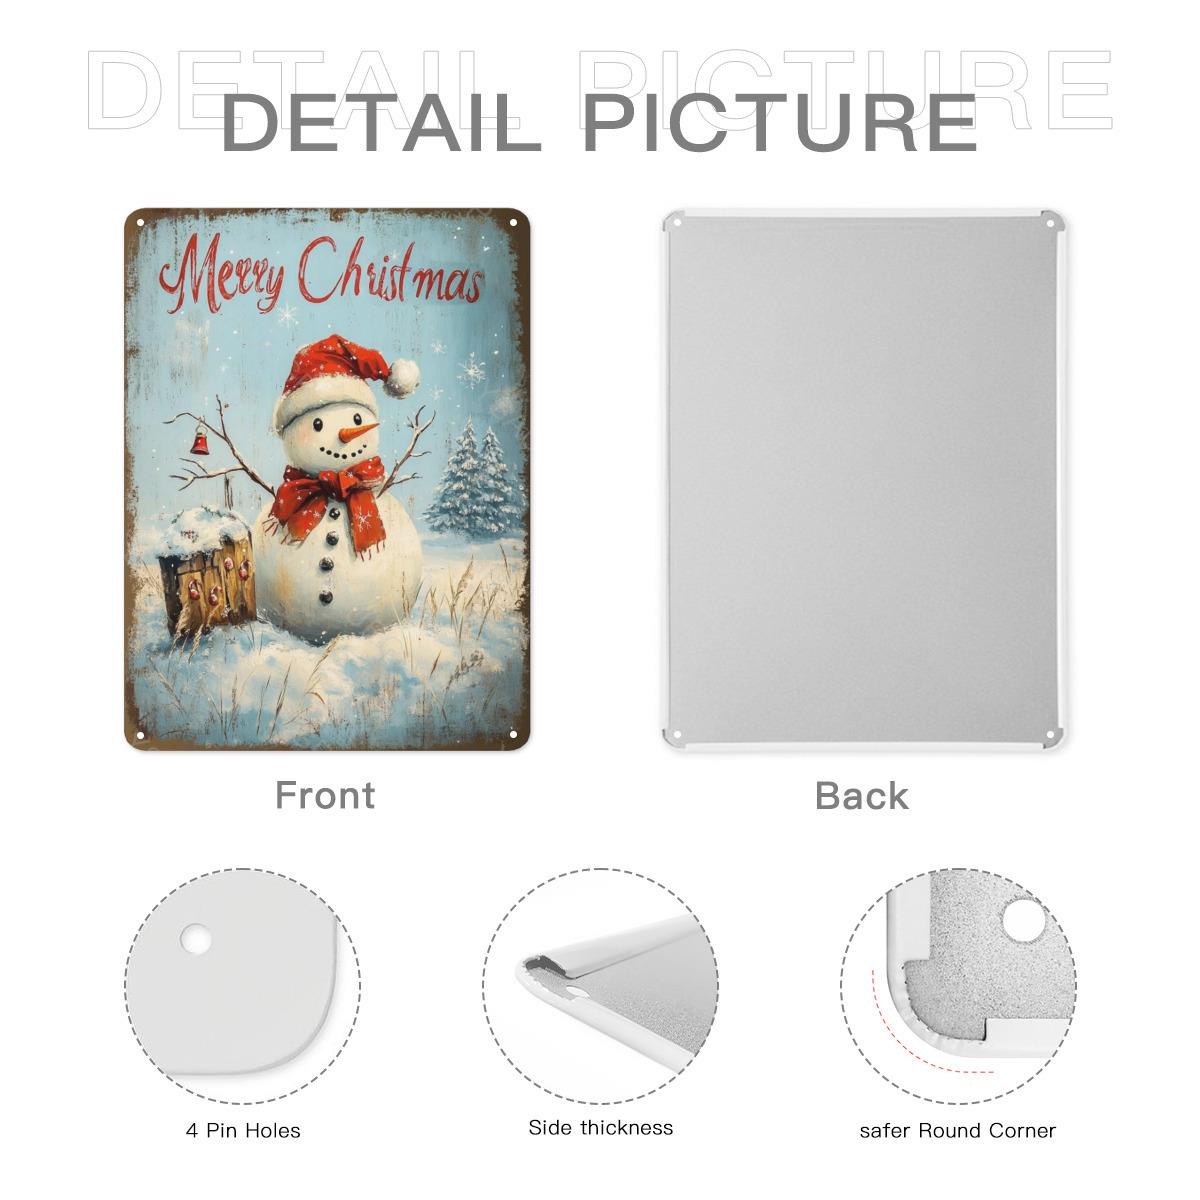 DETAIL PICTURE
DETAIL PICTURE
Merry Christmas
Front
Back
4 Pin Holes
Side thickness
safer Round Corner